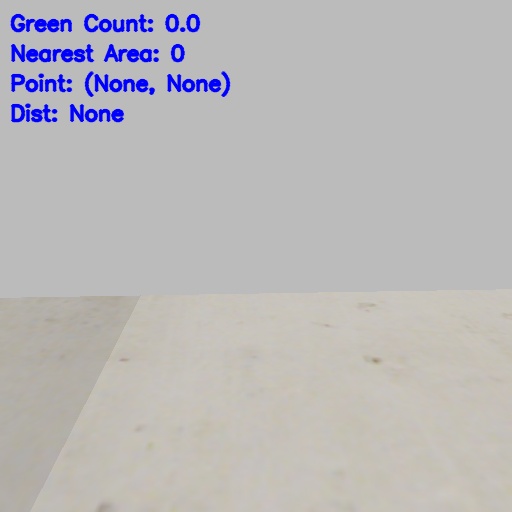 Green Count: 0.0
Nearest Area: 0
Point: (None, None)
Dist: None